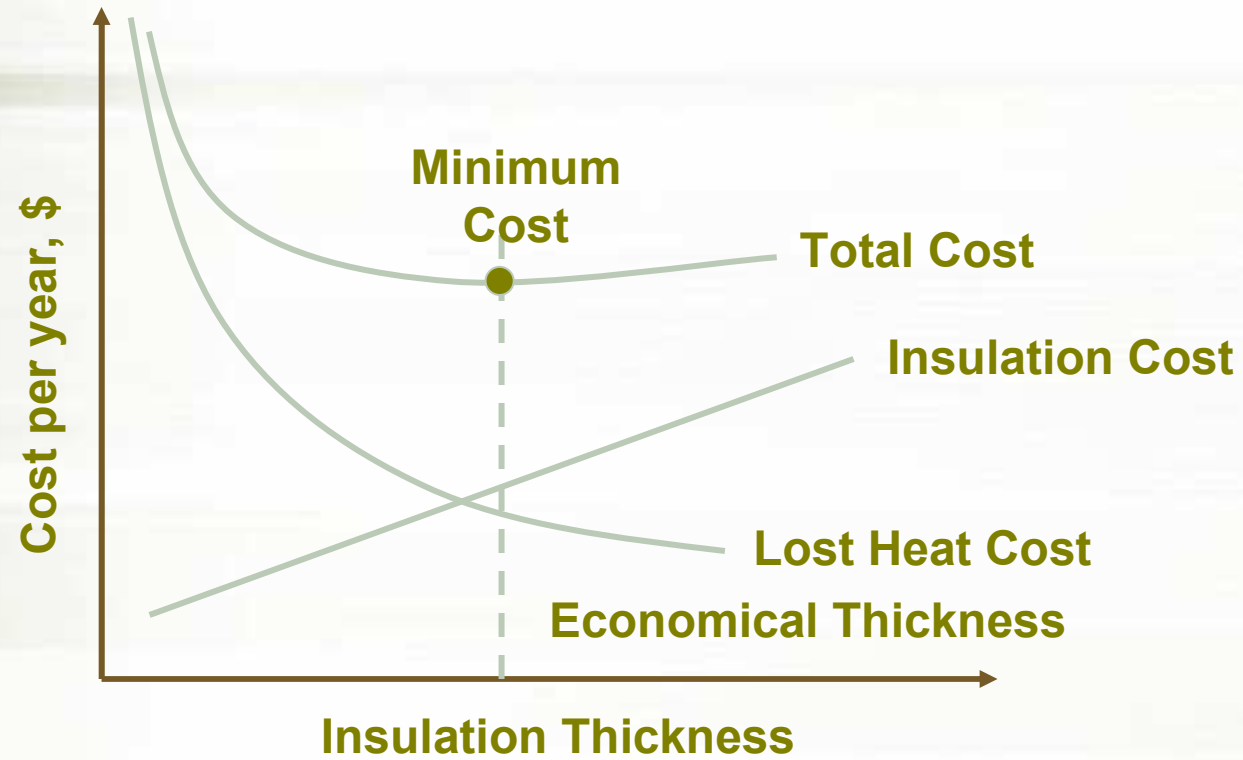 Minimum
Cost
Total Cost
Insulation Cost
Cost per year, $
Lost Heat Cost
Economical Thickness
Insulation Thickness